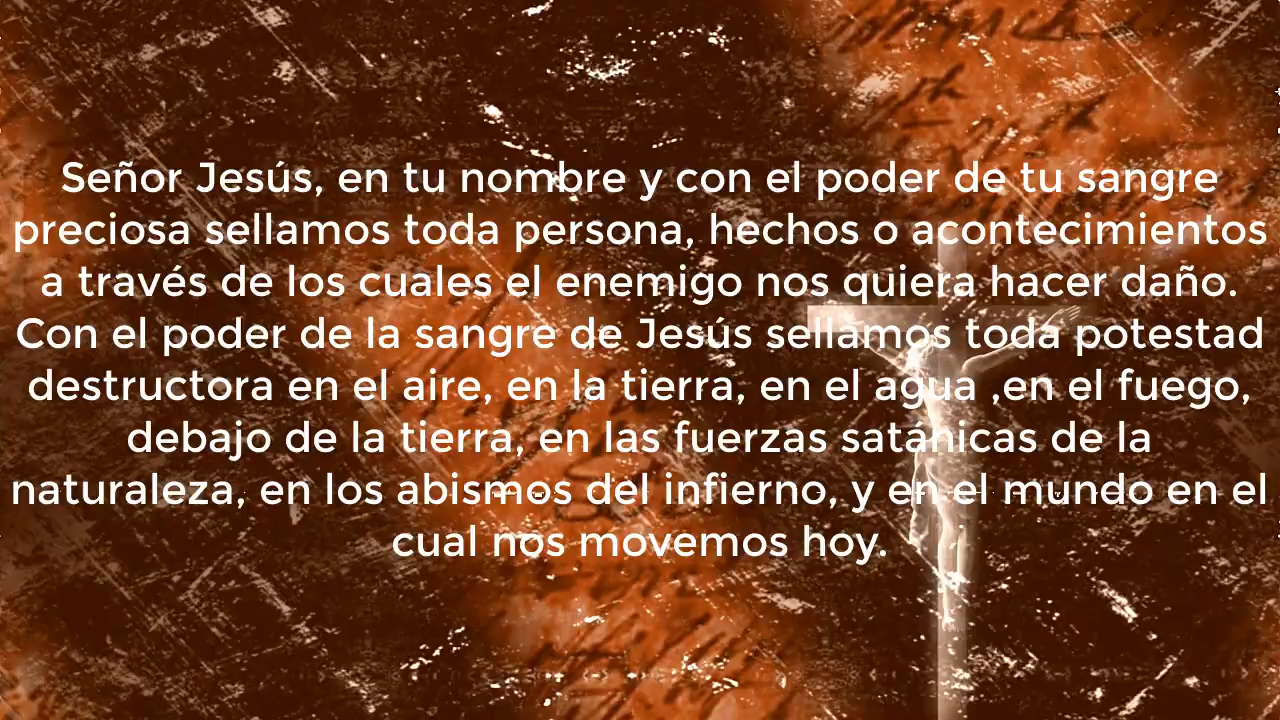 Señor Jesús, en tu nombre y con el poder de tu sangre
preciosa sellamos toda persona, hechos o acontecimientos
a través de los cuales el enemigo nos quiera hacer daño.
Con el poder de la sangre de Jesús sellamos toda potestad
destructora en el aire, en la tierra, en el agua ,en el fuego,
debajo de la tierra, en las fuerzas satánicas de la
naturaleza, en los abismos del infierno, y en el mundo en el
cual nos movemos hoy.